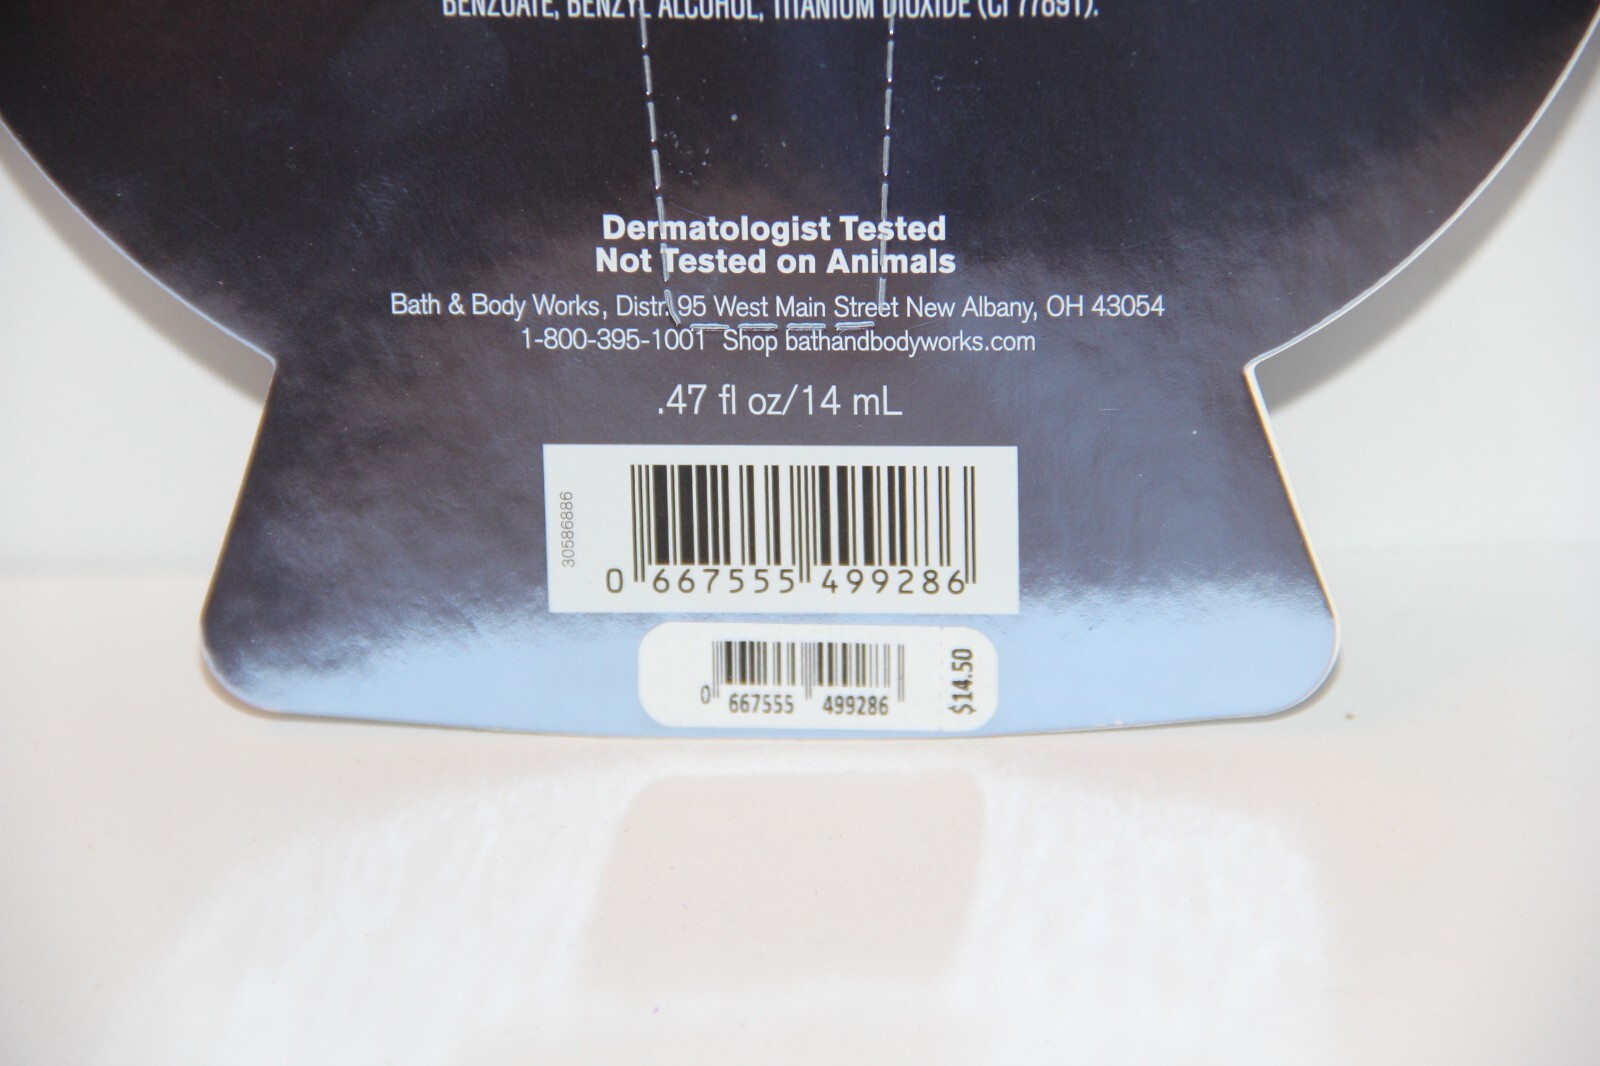 BENZOATE, BENZYL ALCOHOL, TITANIUM DIOXIDE (CI 77891).
Dermatologist Tested
Not Tested on Animals
Bath & Body Works, Distr. 95 West Main Street New Albany, OH 43054
1-800-395-1001 Shop bathandbodyworks.com
.47 fl oz/14 mL
30586886
0 667555 499286
0 667555 499286
$14.50